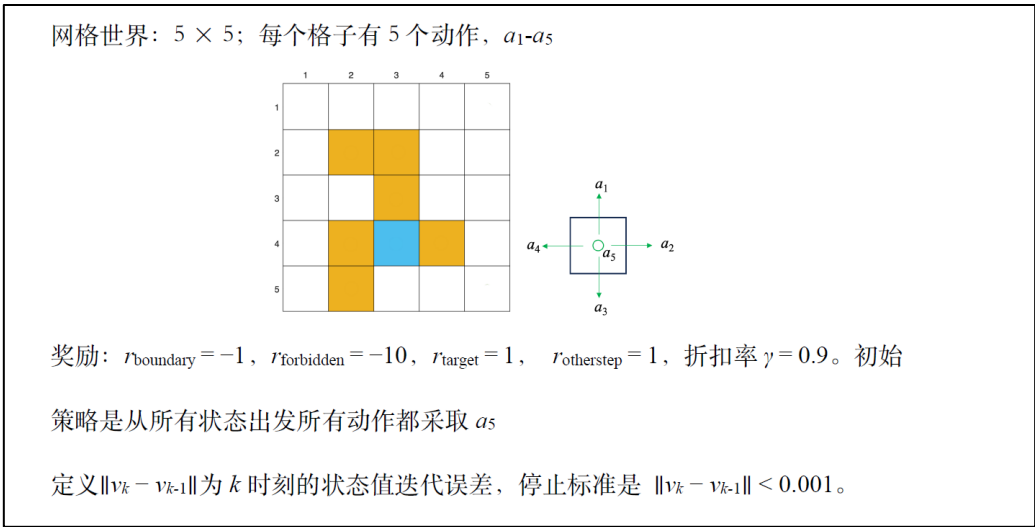 网格世界：5 × 5；每个格子有 5 个动作，a1-a5
1 2 3 4 5
1
2
3
4
5
a1
a4 a5 a2
a3
奖励：rboundary = −1，rforbidden = −10，rtarget = 1， rotherstep = 1，折扣率 γ = 0.9。初始
策略是从所有状态出发所有动作都采取 a5
定义‖vk − vk-1‖为 k 时刻的状态值迭代误差，停止标准是 ‖vk − vk-1‖ < 0.001。